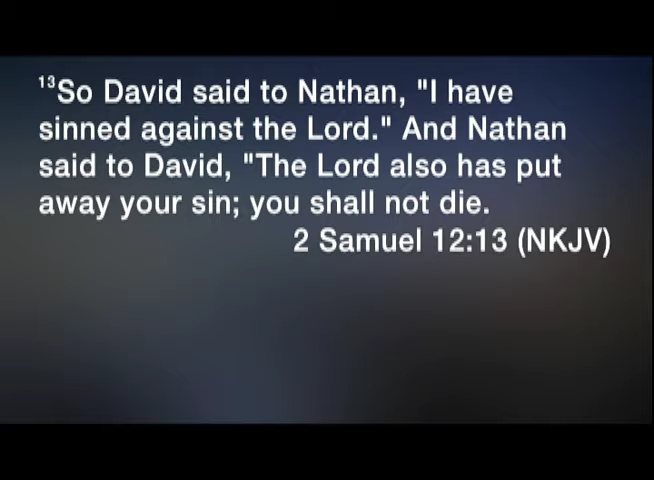 ¹³So David said to Nathan, "I have
sinned against the Lord." And Nathan
said to David, "The Lord also has put
away your sin; you shall not die.
2 Samuel 12:13 (NKJV)